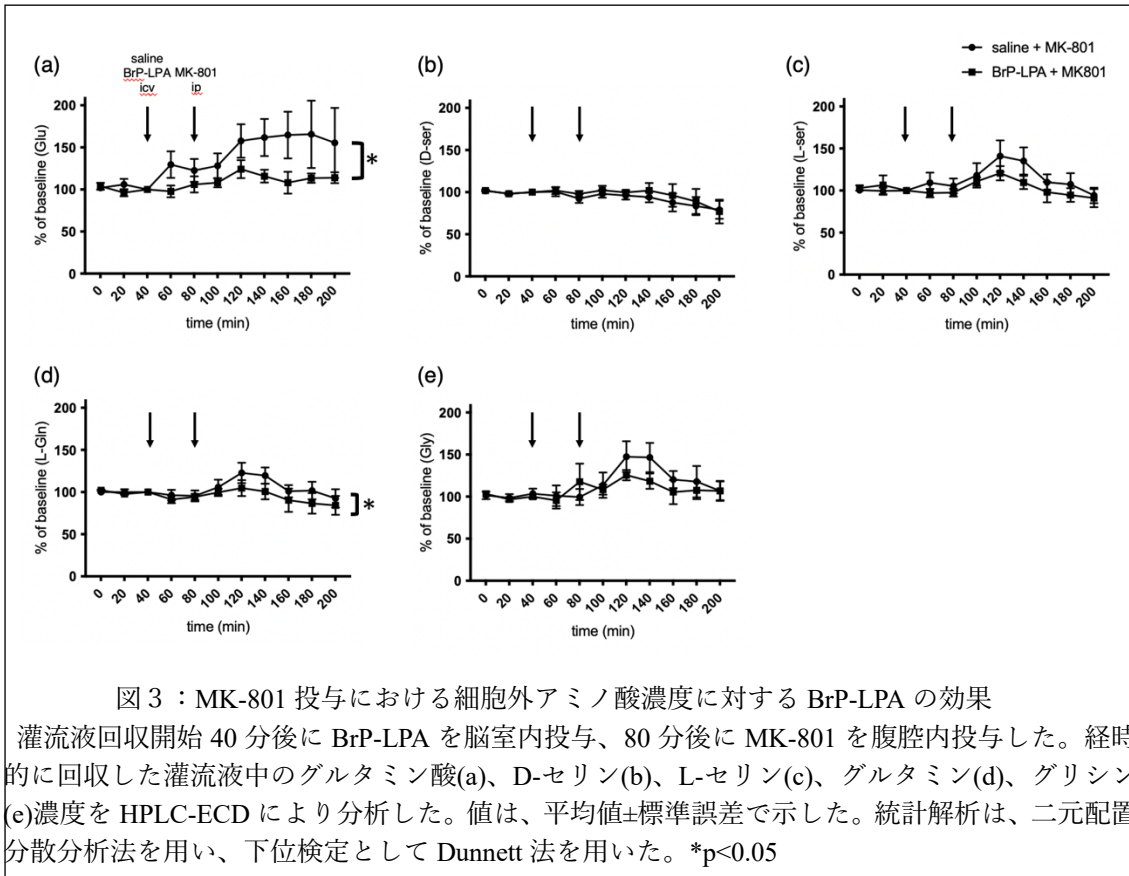 saline + MK-801
BrP-LPA + MK801
(a)
saline
BrP-LPA MK-801
icv ip
% of baseline (Glu)
200
150
100
50
0
*
0 20 40 60 80 100 120 140 160 180 200
time (min)
(b)
% of baseline (D-ser)
200
150
100
50
0
0 20 40 60 80 100 120 140 160 180 200
time (min)
(c)
% of baseline (L-ser)
200
150
100
50
0
0 20 40 60 80 100 120 140 160 180 200
time (min)
(d)
% of baseline (L-Gln)
200
150
100
50
0
*
0 20 40 60 80 100 120 140 160 180 200
time (min)
(e)
% of baseline (Gly)
200
150
100
50
0
0 20 40 60 80 100 120 140 160 180 200
time (min)
図３：MK-801 投与における細胞外アミノ酸濃度に対する BrP-LPA の効果
灌流液回収開始 40 分後に BrP-LPA を脳室内投与、80 分後に MK-801 を腹腔内投与した。経時
的に回収した灌流液中のグルタミン酸(a)、D-セリン(b)、L-セリン(c)、グルタミン(d)、グリシン
(e)濃度を HPLC-ECD により分析した。値は、平均値±標準誤差で示した。統計解析は、二元配置
分散分析法を用い、下位検定として Dunnett 法を用いた。*p<0.05